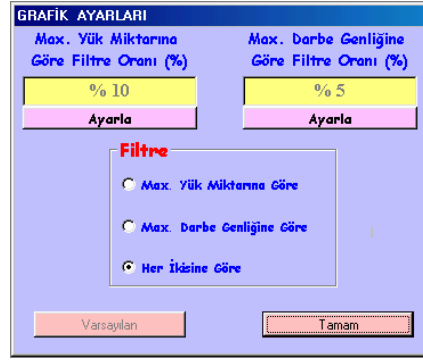 GRAFİK AYARLARI
Max. Yük Miktarına
Göre Filtre Oranı (%)
% 10
Ayarla
Max. Darbe Genliğine
Göre Filtre Oranı (%)
% 5
Ayarla
Filtre
Max. Yük Miktarına Göre
Max. Darbe Genliğine Göre
Her İkisine Göre
Varsayılan
Tamam